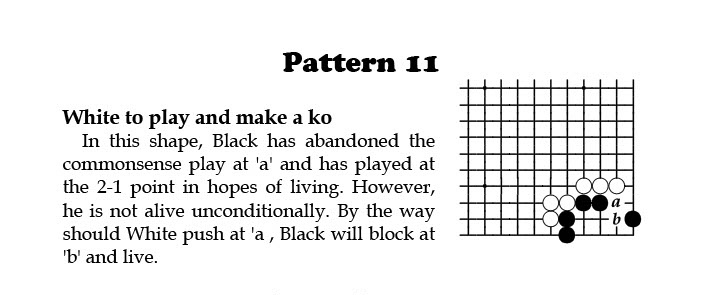 Pattern 11
White to play and make a ko
In this shape, Black has abandoned the
commonsense play at 'a' and has played at
the 2-1 point in hopes of living. However,
he is not alive unconditionally. By the way
should White push at 'a , Black will block at
'b' and live.
a
b